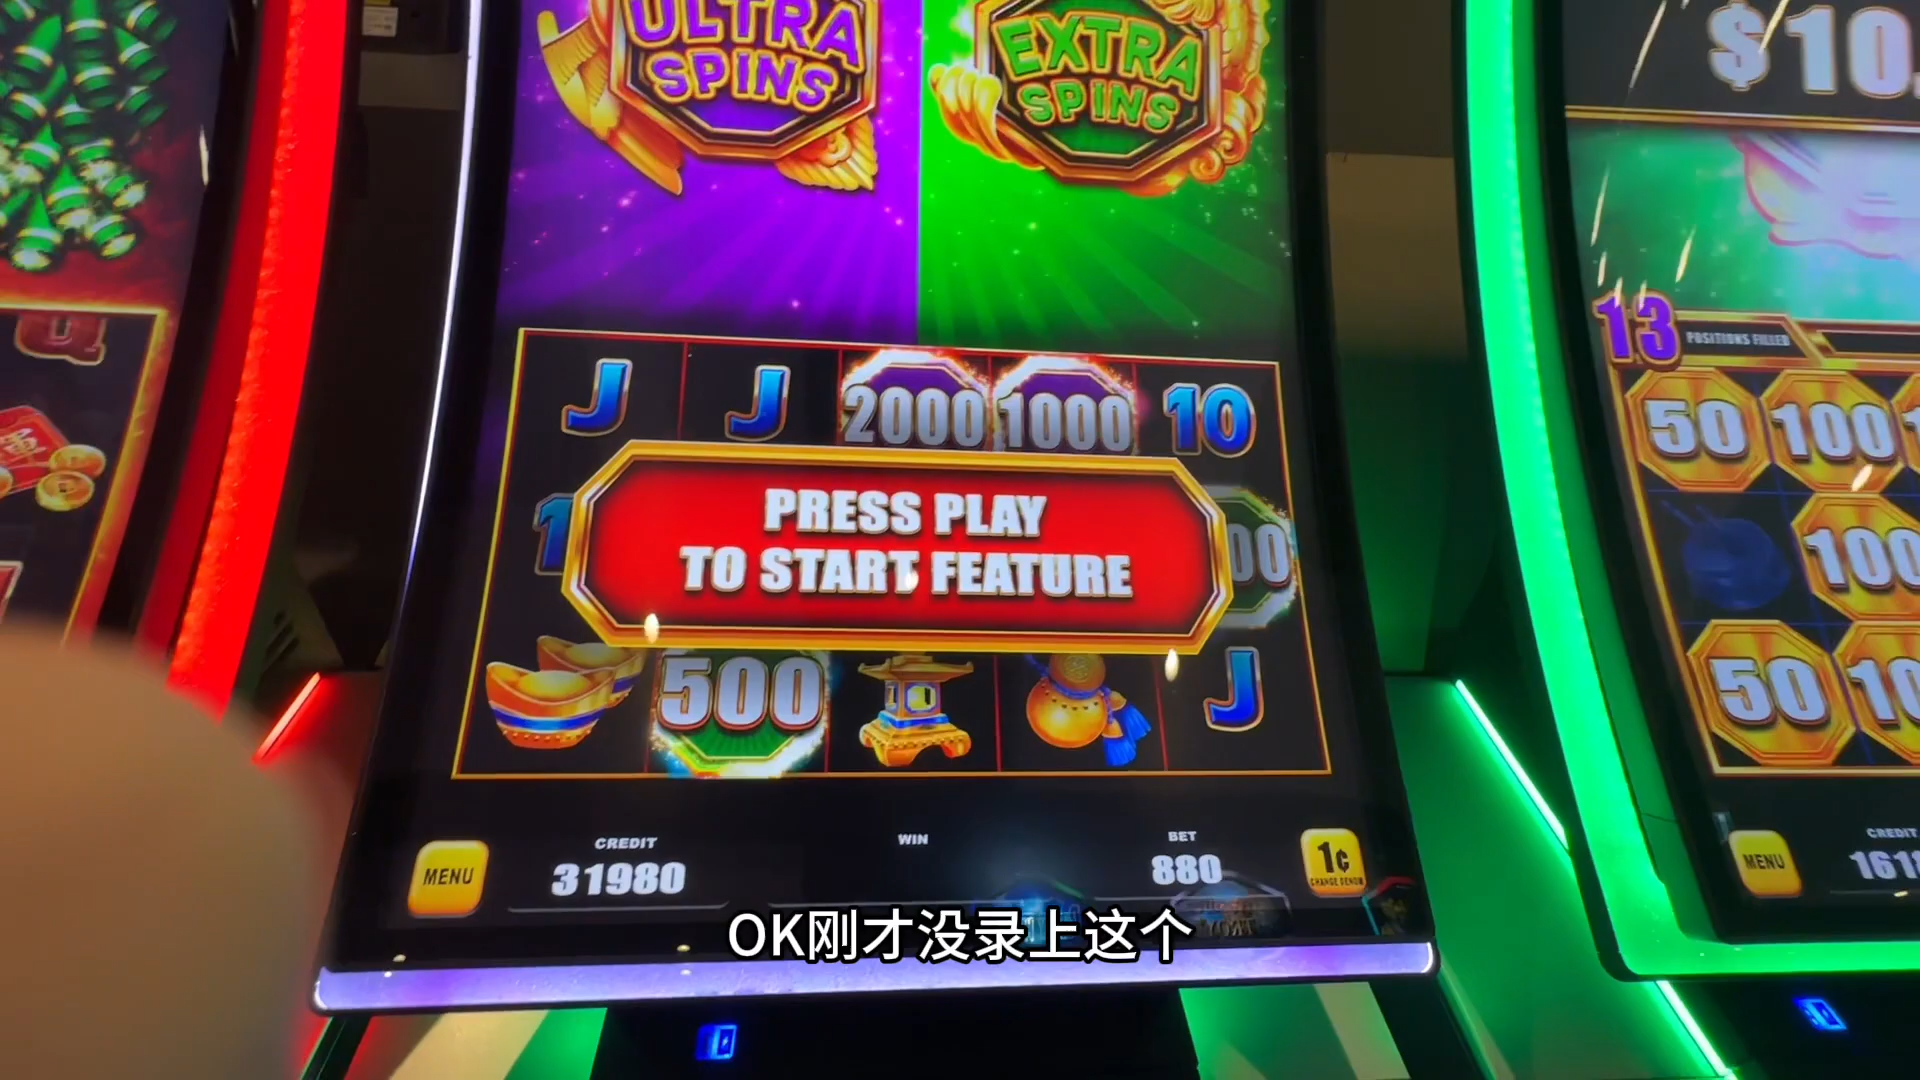 ULTRA
SPINS
EXTRA
SPINS
$10.
13
POSITIONS FILLED
J
J
2000
1000
10
50
100
PRESS PLAY
TO START FEATURE
100
500
J
50
MENU
CREDIT
31980
WIN
BET
880
1¢
CHANGE DENOM
MENU
CREDIT
OK刚才没录上这个